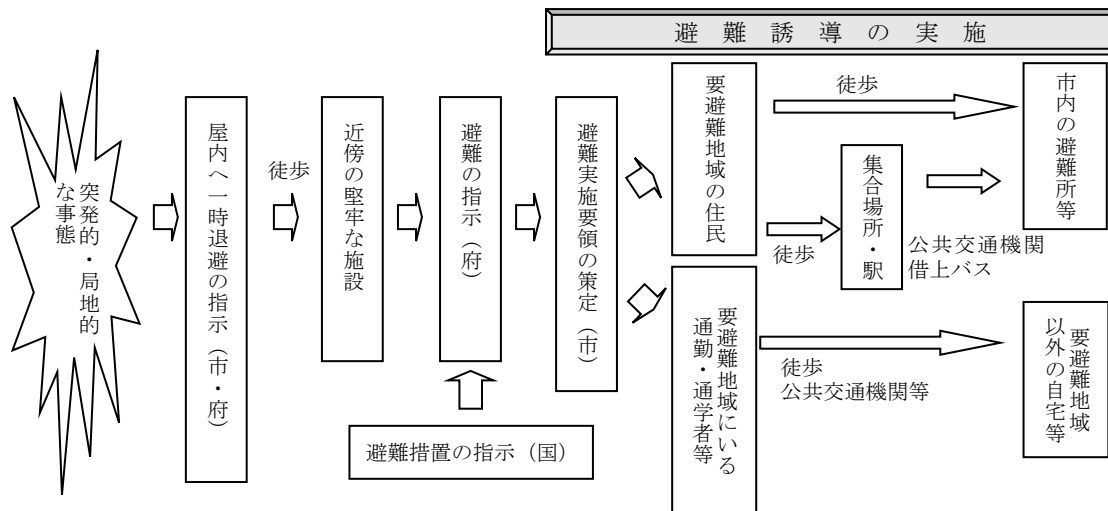 避難誘導の実施
突発的・局地的
な事態
屋内へ一時退避の指示（市・府）
徒歩
近傍の堅牢な施設
避難の指示（府）
避難措置の指示（国）
避難実施要領の策定（市）
要避難地域の住民
徒歩
市内の避難所等
徒歩
集合場所・駅
公共交通機関
借上バス
要避難地域にいる
通勤・通学者等
徒歩
公共交通機関等
要避難地域
以外の自宅等